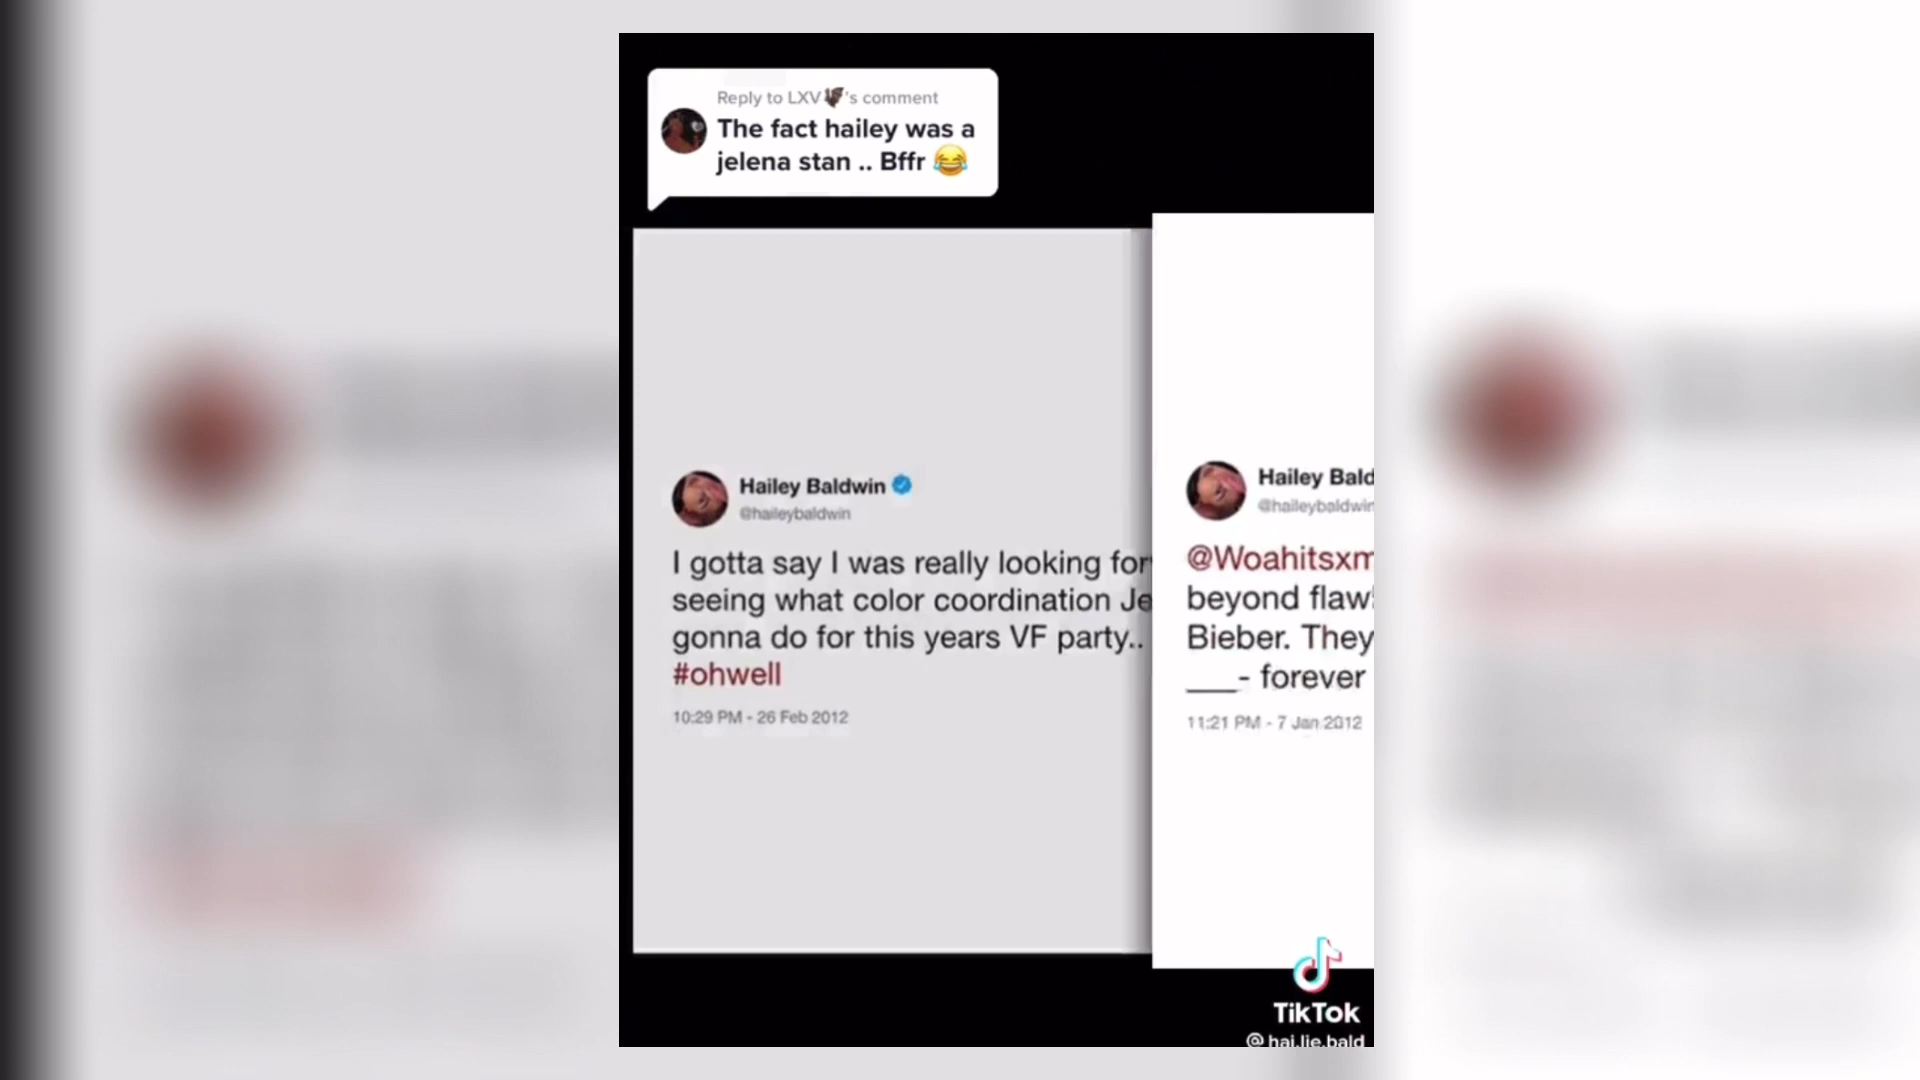 Reply to LXV's comment
The fact hailey was a
jelena stan .. Bffr 😂
Hailey Baldwin
@haileybaldwin
I gotta say I was really looking for
seeing what color coordination Je
gonna do for this years VF party..
#ohwell
10:29 PM - 26 Feb 2012
Hailey Bald
@haileybaldwin
@Woahitsxm
beyond flaw
Bieber. They
___- forever
11:21 PM - 7 Jan 2012
TikTok
@hai.lie.bald